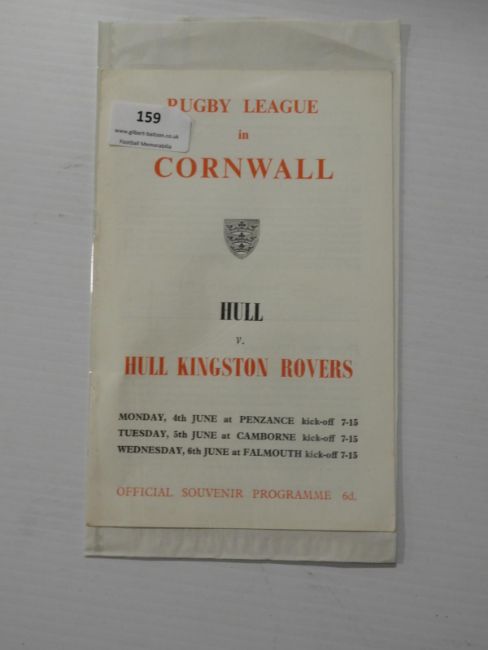 RUGBY LEAGUE
159
www.gilbert-baitson.co.uk
Football Memorabilia
in
CORNWALL
HULL
v.
HULL KINGSTON ROVERS
MONDAY, 4th JUNE at PENZANCE kick-off 7-15
TUESDAY, 5th JUNE at CAMBORNE kick-off 7-15
WEDNESDAY, 6th JUNE at FALMOUTH kick-off 7-15
OFFICIAL SOUVENIR PROGRAMME 6d.